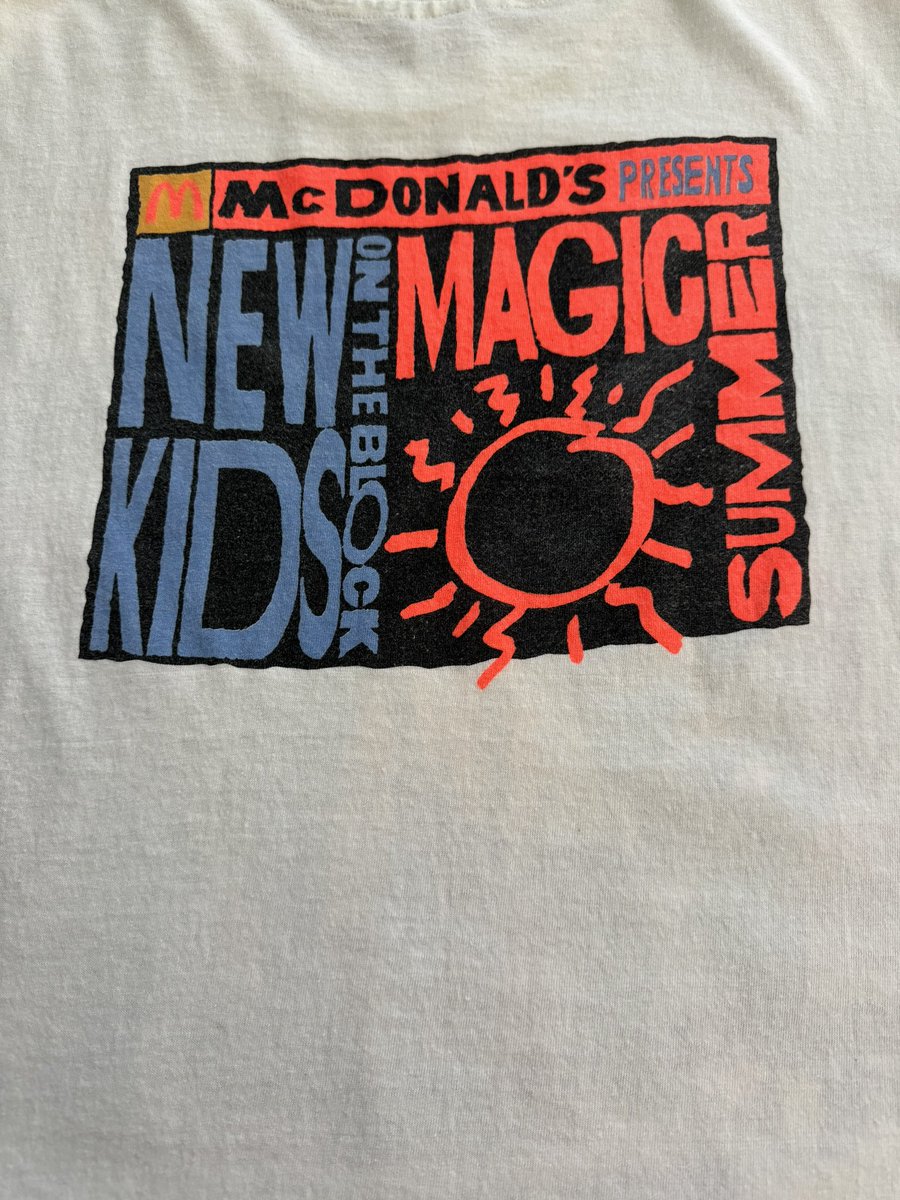 M McDONALD'S PRESENTS
NEW
KIDS
ON THE BLOCK
MAGIC
SUMMER